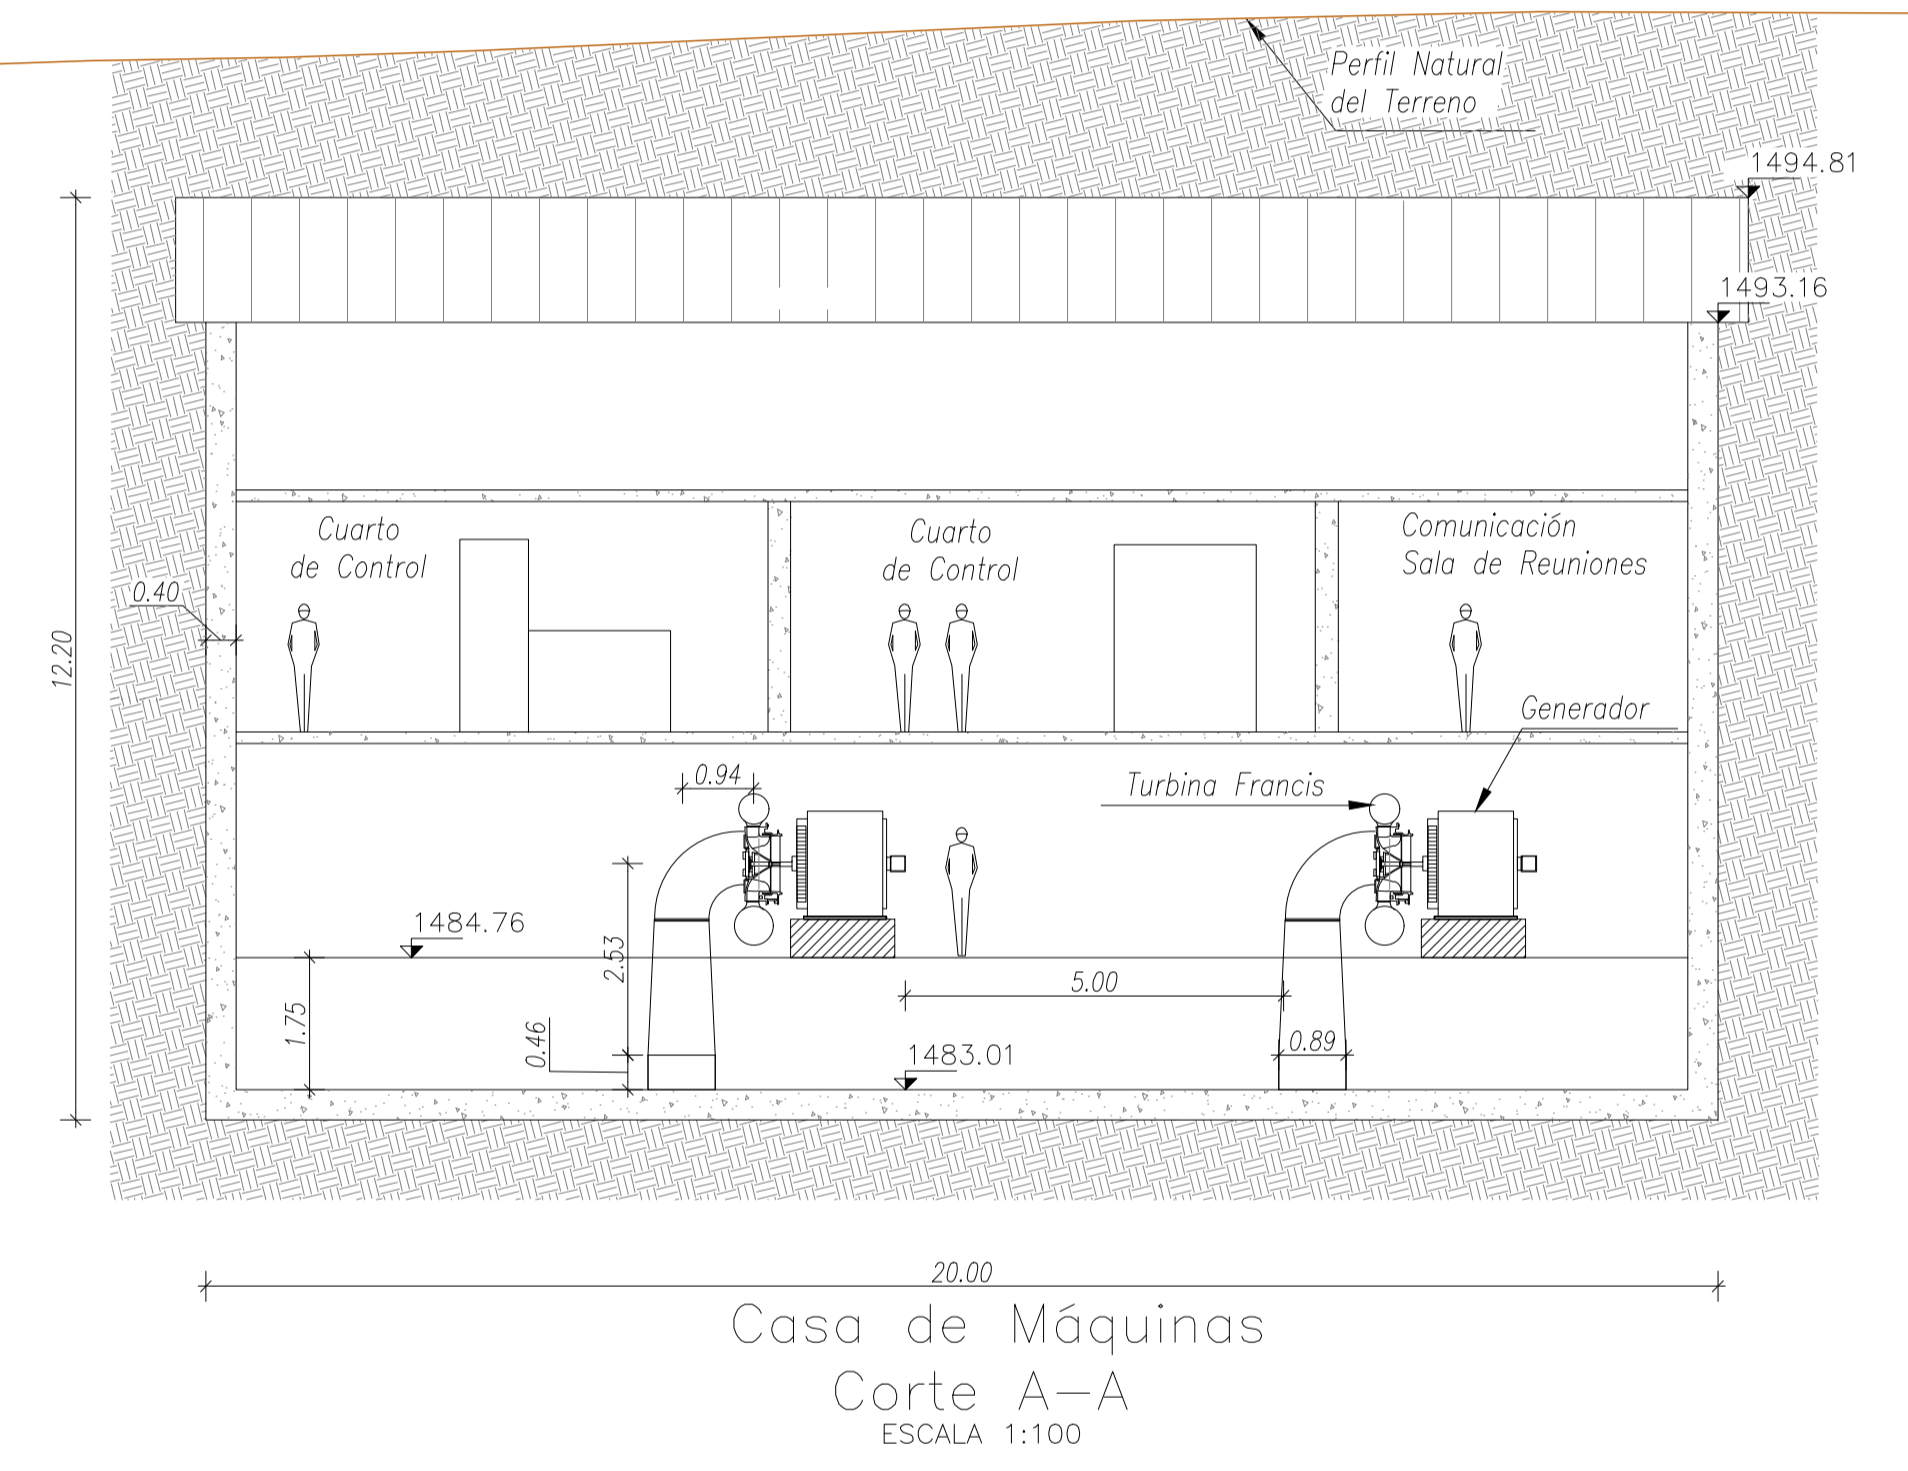 Perfil Natural
del Terreno
1494.81
1493.16
Cuarto
de Control
Cuarto
de Control
Comunicación
Sala de Reuniones
0.40
12.20
Generador
0.94
Turbina Francis
1484.76
2.53
5.00
1.75
0.46
1483.01
0.89
20.00
Casa de Máquinas
Corte A-A
ESCALA 1:100